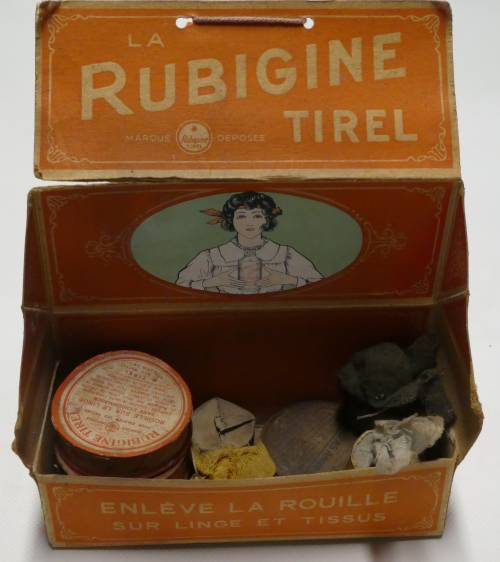 LA
RUBIGINE
TIREL
MARQUE DÉPOSÉE
RUBIGINE TIREL
ENLÈVE LA ROUILLE
SUR LINGE ET TISSUS